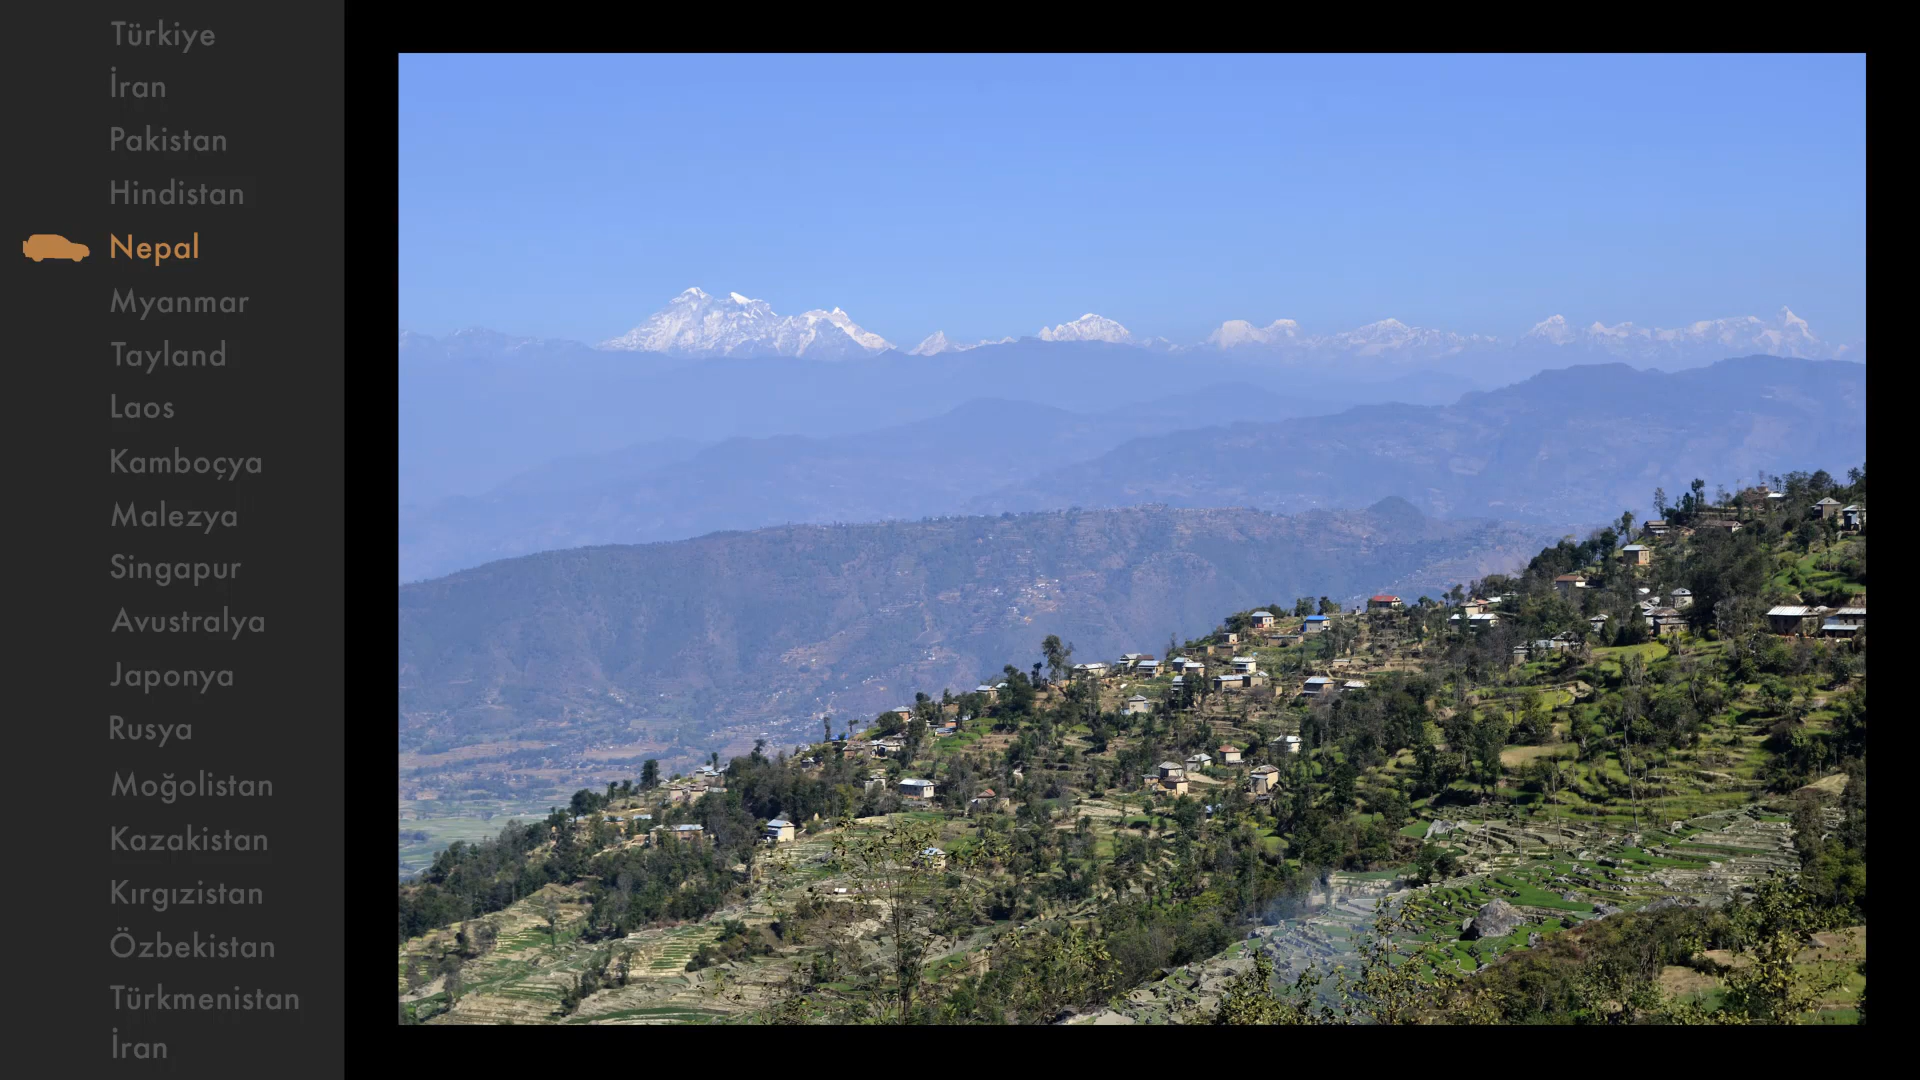 Türkiye
İran
Pakistan
Hindistan
Nepal
Myanmar
Tayland
Laos
Kamboçya
Malezya
Singapur
Avustralya
Japonya
Rusya
Moğolistan
Kazakistan
Kırgızistan
Özbekistan
Türkmenistan
İran